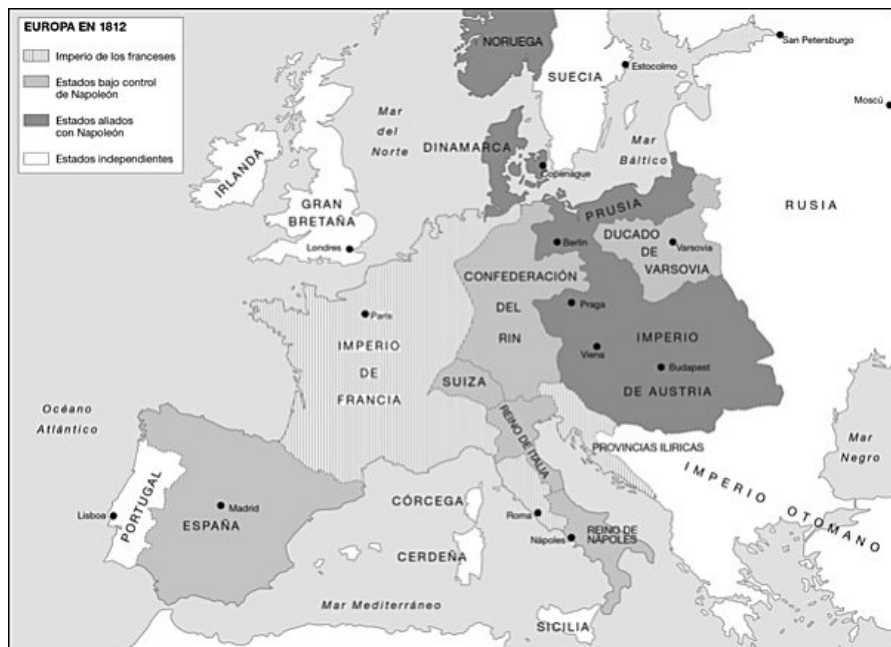 EUROPA EN 1812
Imperio de los franceses
Estados bajo control
de Napoleón
Estados aliados
con Napoleón
Estados independientes
NORUEGA
SUECIA
Estocolmo
San Petersburgo
Moscú
Mar
del Norte
DINAMARCA
Copenague
Mar
Báltico
IRLANDA
GRAN
BRETAÑA
Londres
PRUSIA
RUSIA
Berlín
DUCADO
DE
VARSOVIA
Varsovia
CONFEDERACIÓN
DEL
RIN
París
IMPERIO
DE
FRANCIA
Praga
Viena
IMPERIO
Budapest
DE AUSTRIA
SUIZA
Océano
Atlántico
REINO DE ITALIA
PROVINCIAS ILIRICAS
Mar
Negro
IMPERIO OTOMANO
PORTUGAL
Lisboa
Madrid
ESPAÑA
CÓRCEGA
Roma
CERDEÑA
Nápoles
REINO DE
NÁPOLES
Mar Mediterráneo
SICILIA